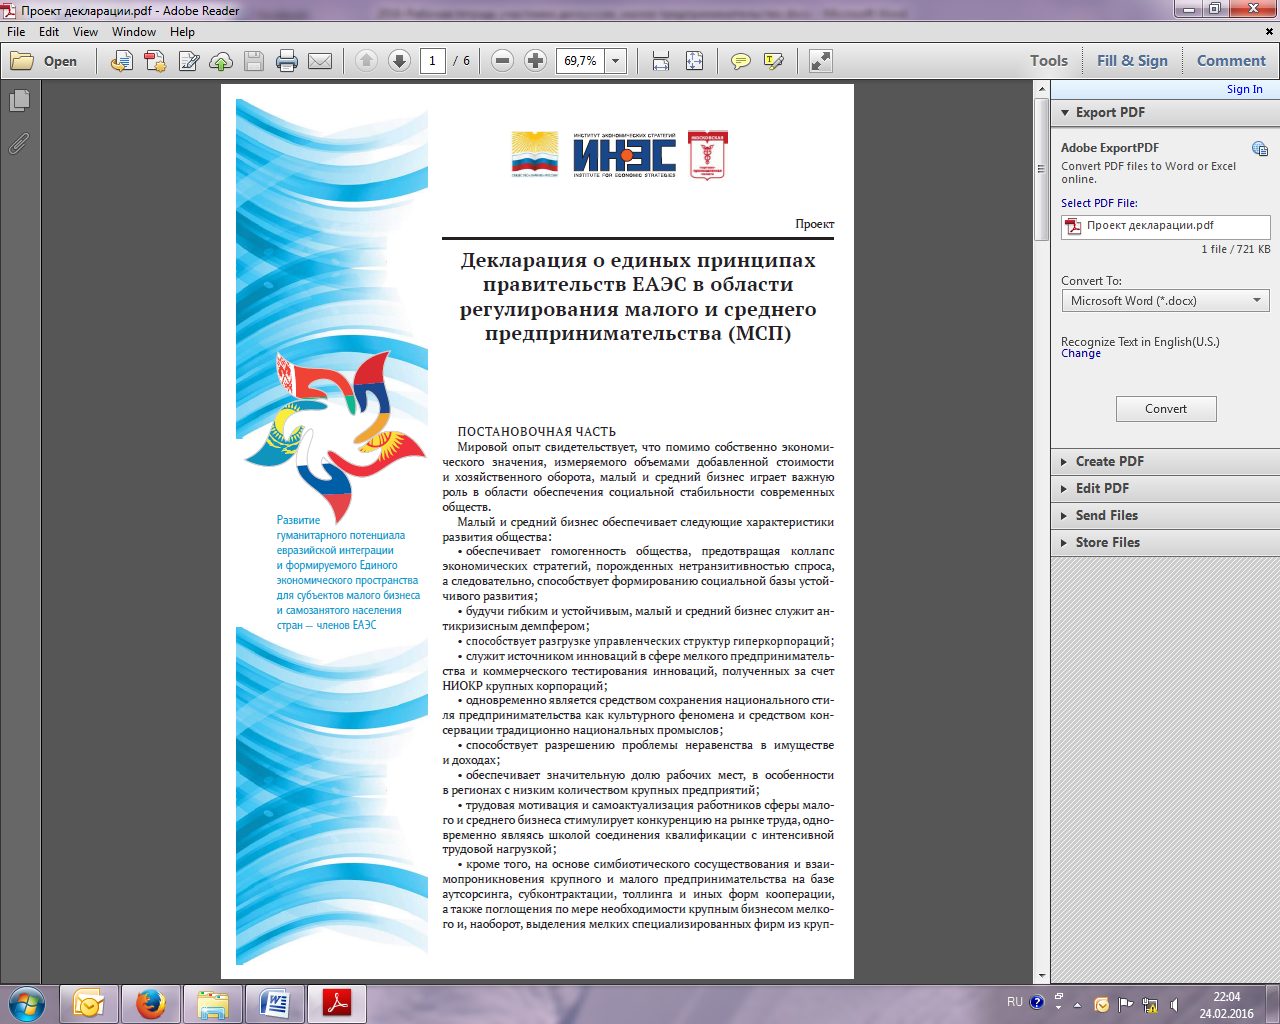 Проект декларации.pdf - Adobe Reader
File Edit View Window Help
Open
1 / 6
69,7%
Tools Fill & Sign Comment
Sign In
Export PDF
Adobe ExportPDF
Convert PDF files to Word or Excel
online.
Select PDF File:
Проект декларации.pdf
1 file / 721 KB
Convert To:
Microsoft Word (*.docx)
Recognize Text in English(U.S.)
Change
Convert
Create PDF
Edit PDF
Send Files
Store Files
ИНСТИТУТ ЭКОНОМИЧЕСКИХ СТРАТЕГИЙ
ИНЭС
INSTITUTE FOR ECONOMIC STRATEGIES
МОСКОВСКАЯ
Проект
Декларация о единых принципах
правительств ЕАЭС в области
регулирования малого и среднего
предпринимательства (МСП)
ПОСТАНОВОЧНАЯ ЧАСТЬ
Мировой опыт свидетельствует, что помимо собственно экономи-
ческого значения, измеряемого объемами добавленной стоимости
и хозяйственного оборота, малый и средний бизнес играет важную
роль в области обеспечения социальной стабильности современных
обществ.
Малый и средний бизнес обеспечивает следующие характеристики
развития общества:
• обеспечивает гомогенность общества, предотвращая коллапс
экономических стратегий, порожденных нетранзитивностью спроса,
а следовательно, способствует формированию социальной базы устой-
чивого развития;
• будучи гибким и устойчивым, малый и средний бизнес служит ан-
тикризисным демпфером;
• способствует разгрузке управленческих структур гиперкорпораций;
• служит источником инноваций в сфере мелкого предприниматель-
ства и коммерческого тестирования инноваций, полученных за счет
НИОКР крупных корпораций;
• одновременно является средством сохранения национального сти-
ля предпринимательства как культурного феномена и средством кон-
сервации традиционно национальных промыслов;
• способствует разрешению проблемы неравенства в имуществе
и доходах;
• обеспечивает значительную долю рабочих мест, в особенности
в регионах с низким количеством крупных предприятий;
• трудовая мотивация и самоактуализация работников сферы мало-
го и среднего бизнеса стимулирует конкуренцию на рынке труда, одно-
временно являясь школой соединения квалификации с интенсивной
трудовой нагрузкой;
• кроме того, на основе симбиотического сосуществования и взаи-
мопроникновения крупного и малого предпринимательства на базе
аутсорсинга, субконтрактации, толлинга и иных форм кооперации,
а также поглощения по мере необходимости крупным бизнесом мелко-
го и, наоборот, выделения мелких специализированных фирм из круп-
Развитие
гуманитарного потенциала
евразийской интеграции
и формируемого Единого
экономического пространства
для субъектов малого бизнеса
и самозанятого населения
стран — членов ЕАЭС
RU
22:04
24.02.2016